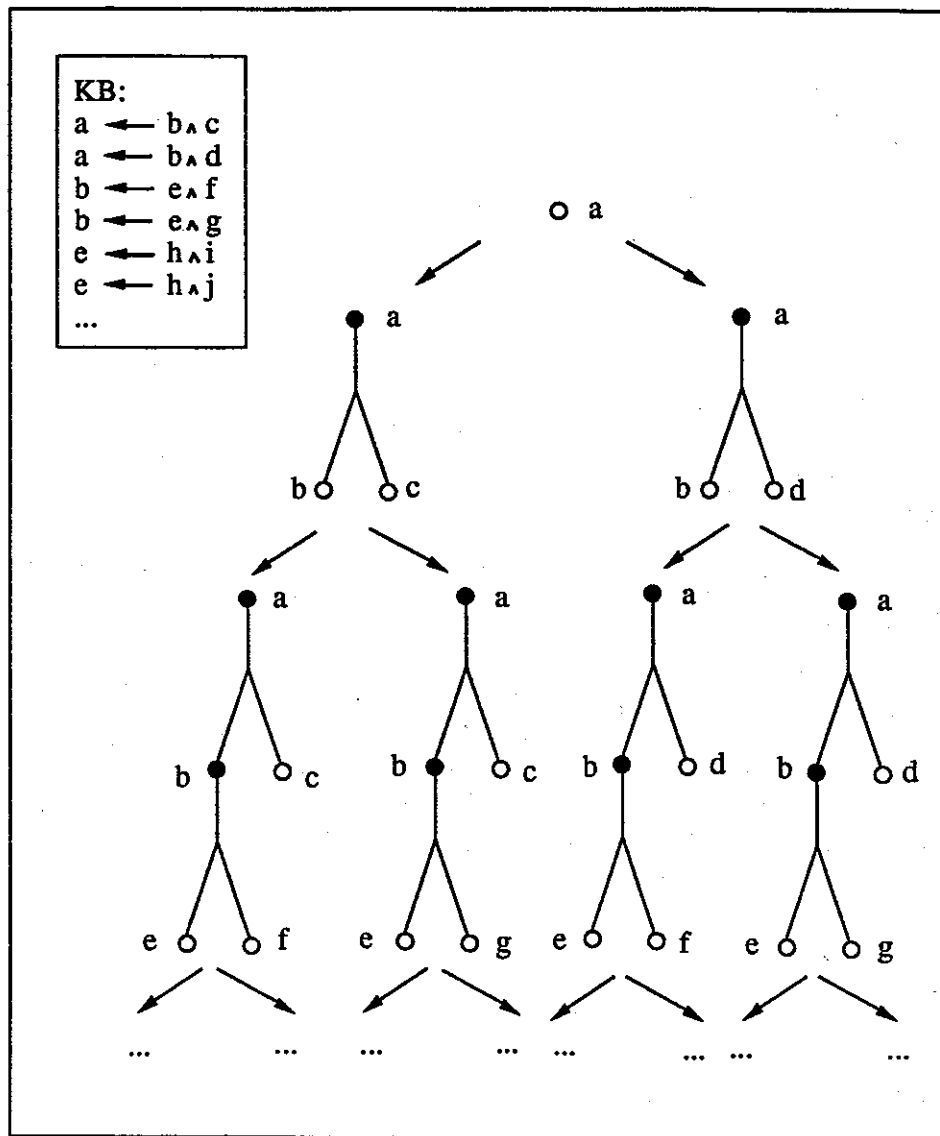 KB:
a ← b ∧ c
a ← b ∧ d
b ← e ∧ f
b ← e ∧ g
e ← h ∧ i
e ← h ∧ j
...
a
a a
b c b d
a a a a
b c b c b d b d
e f e g e f e g
... ... ... ... ... ... ... ...